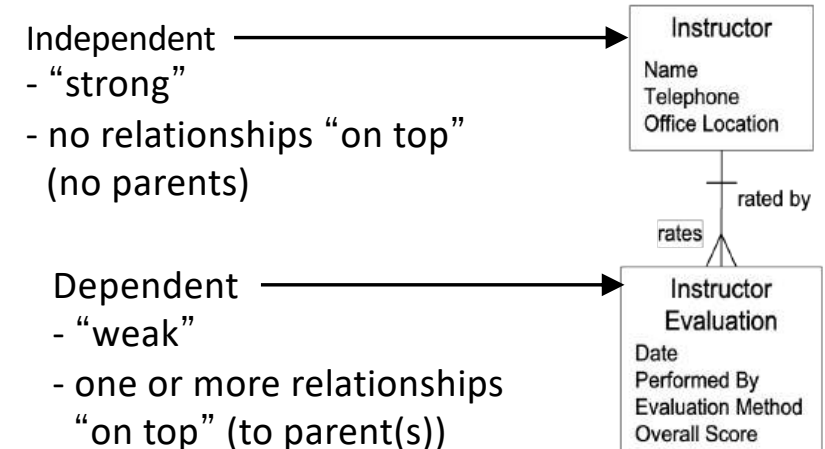 Independent
- “strong”
- no relationships “on top”
(no parents)
Instructor
Name
Telephone
Office Location
rated by
rates
Dependent
- “weak”
- one or more relationships
“on top” (to parent(s))
Instructor
Evaluation
Date
Performed By
Evaluation Method
Overall Score